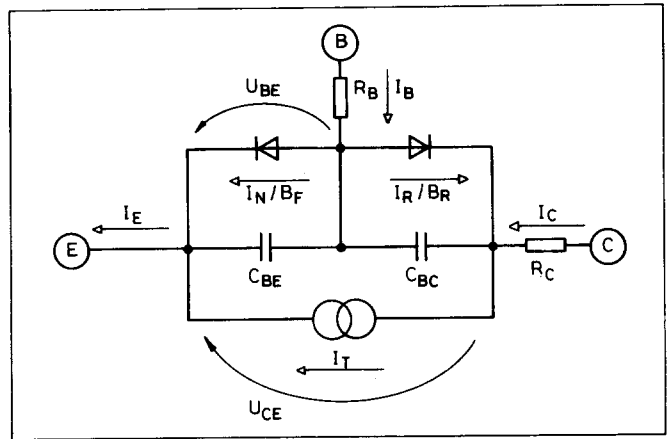 B
U_BE
R_B
I_B
I_N/B_F
I_R/B_R
I_E
I_C
E
C_BE
C_BC
R_C
C
I_T
U_CE